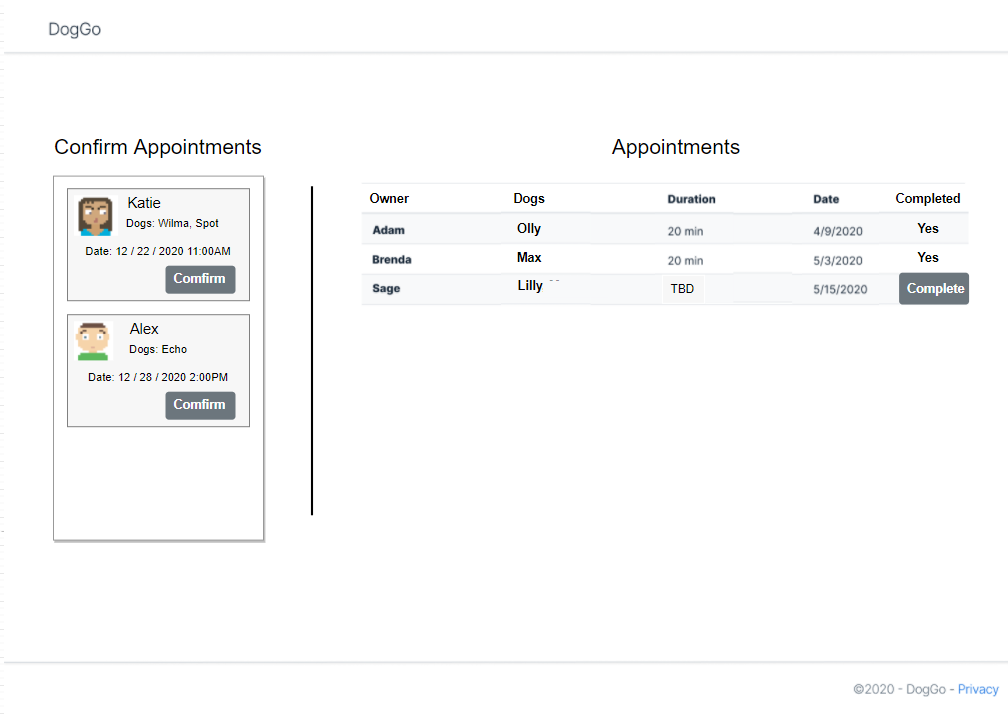 DogGo
Confirm Appointments
Katie
Dogs: Wilma, Spot
Date: 12 / 22 / 2020 11:00AM
Comfirm
Alex
Dogs: Echo
Date: 12 / 28 / 2020 2:00PM
Comfirm
Appointments
Owner Dogs Duration Date Completed
Adam Olly 20 min 4/9/2020 Yes
Brenda Max 20 min 5/3/2020 Yes
Sage Lilly TBD 5/15/2020 Complete
©2020 - DogGo - Privacy